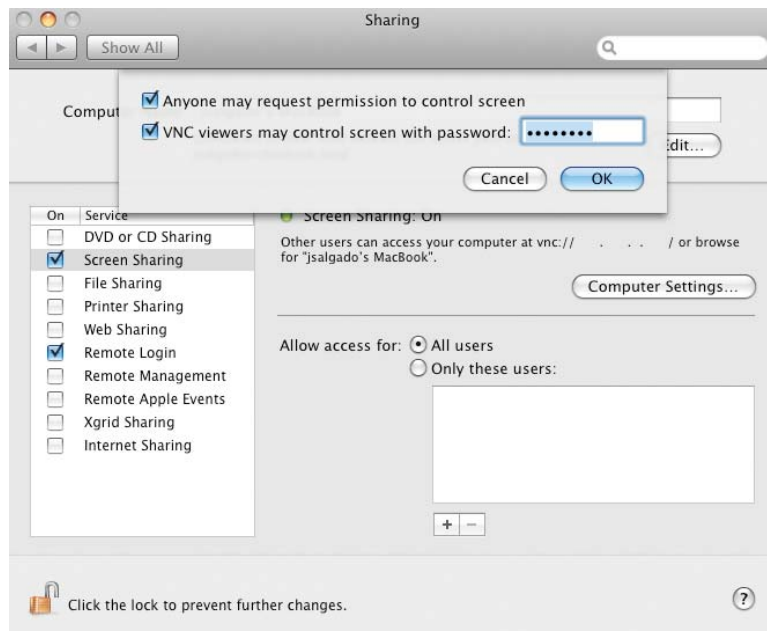 Sharing
Show All
Anyone may request permission to control screen
VNC viewers may control screen with password: ••••••••
Comput
Edit...
Cancel
OK
On Service
DVD or CD Sharing
Screen Sharing
File Sharing
Printer Sharing
Web Sharing
Remote Login
Remote Management
Remote Apple Events
Xgrid Sharing
Internet Sharing
Screen Sharing: On
Other users can access your computer at vnc:// . . . / or browse
for "jsalgado's MacBook".
Computer Settings...
Allow access for: All users
Only these users:
+ −
Click the lock to prevent further changes.
?